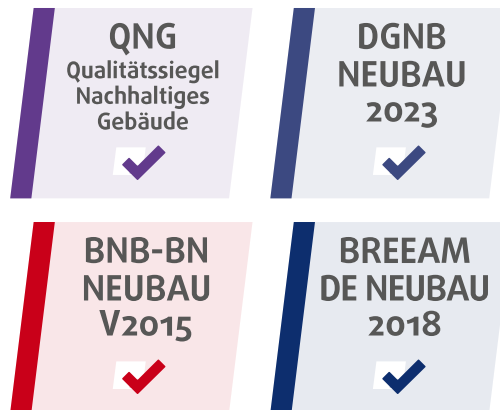 QNG
Qualitätssiegel
Nachhaltiges
Gebäude
DGNB
NEUBAU
2023
BNB-BN
NEUBAU
V2015
BREEAM
DE NEUBAU
2018